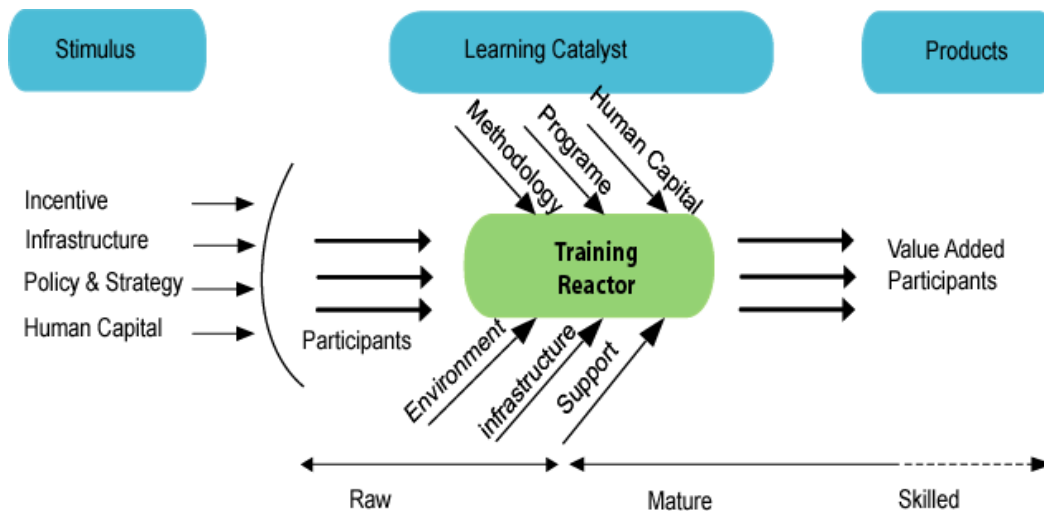 Stimulus
Learning Catalyst
Products
Methodology
Programe
Human Capital
Incentive
Infrastructure
Policy & Strategy
Human Capital
Participants
Training
Reactor
Value Added
Participants
Environment
infrastructure
Support
Raw
Mature
Skilled